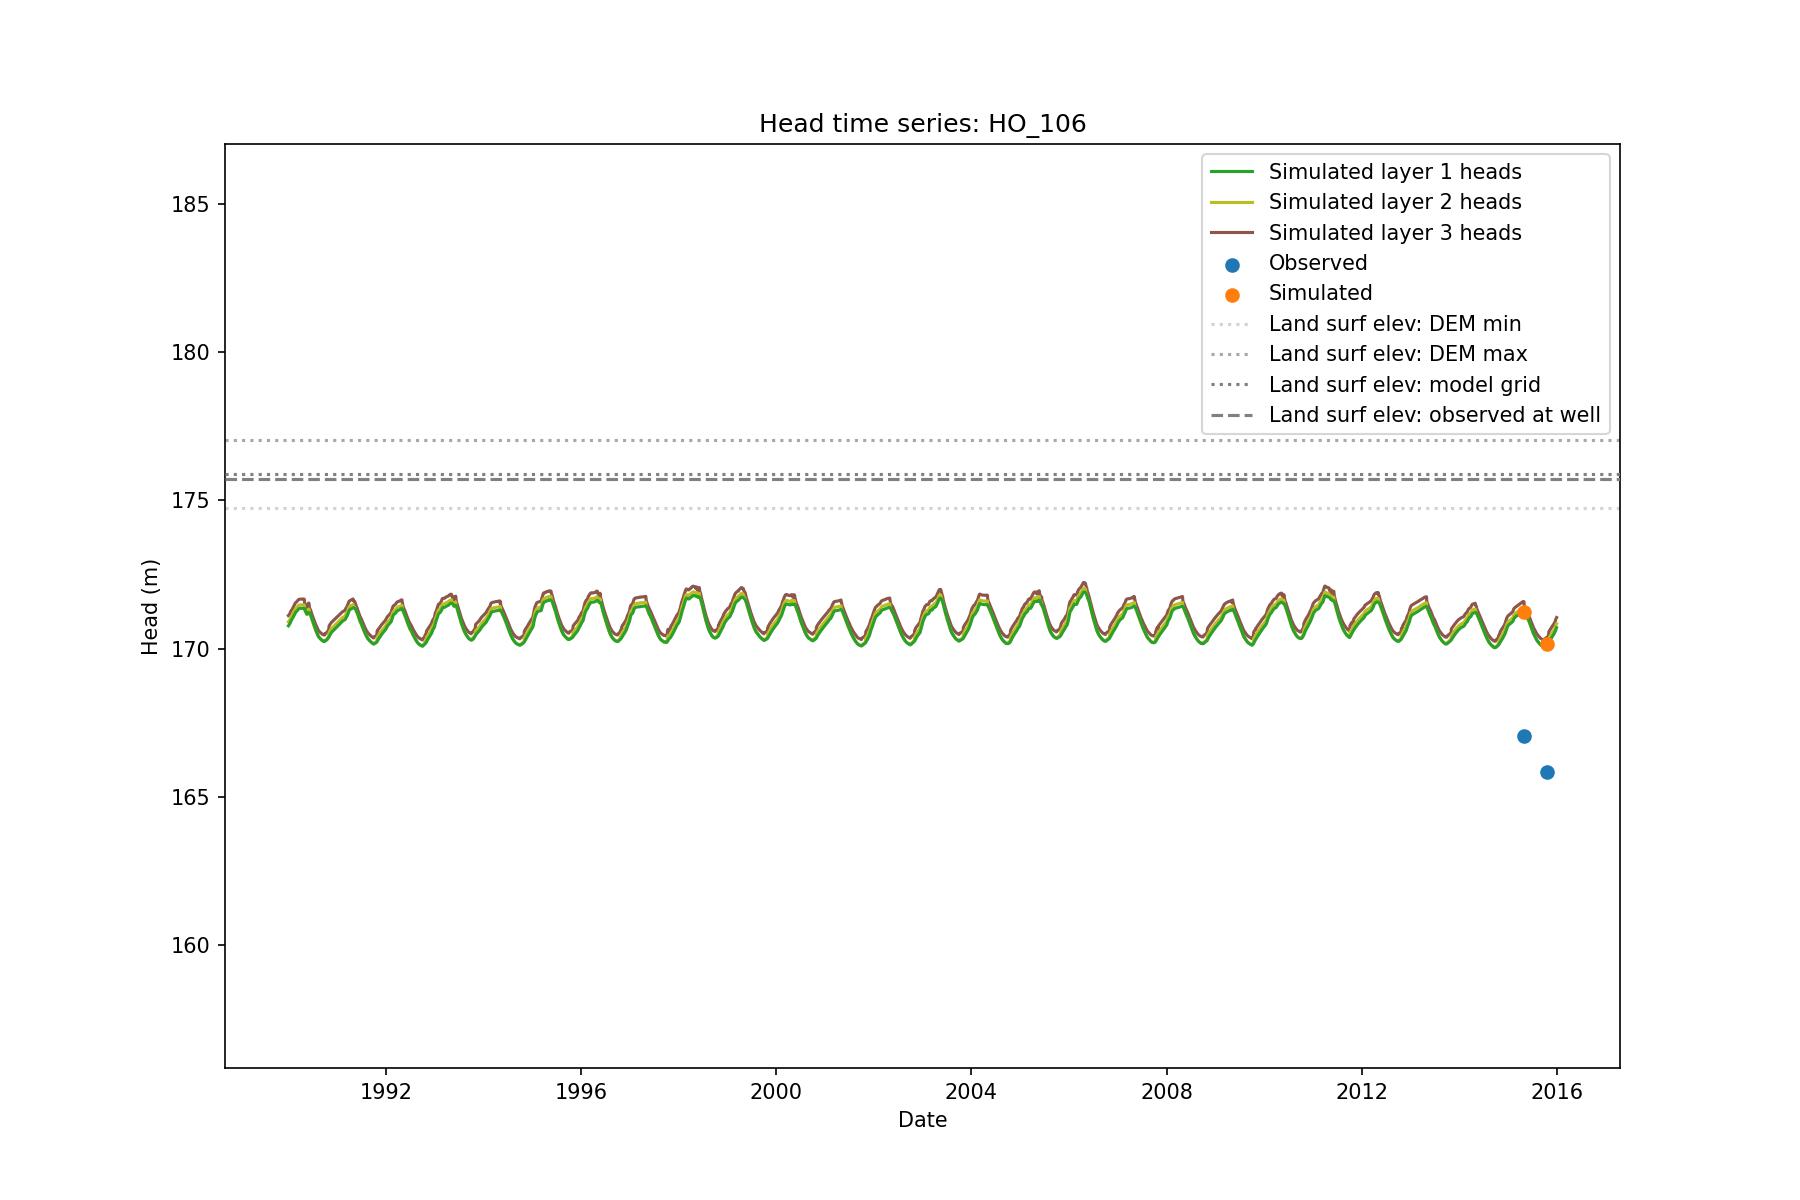 Head time series: HO_106
Simulated layer 1 heads
Simulated layer 2 heads
Simulated layer 3 heads
Observed
Simulated
Land surf elev: DEM min
Land surf elev: DEM max
Land surf elev: model grid
Land surf elev: observed at well
Head (m)
185
180
175
170
165
160
1992 1996 2000 2004 2008 2012 2016
Date